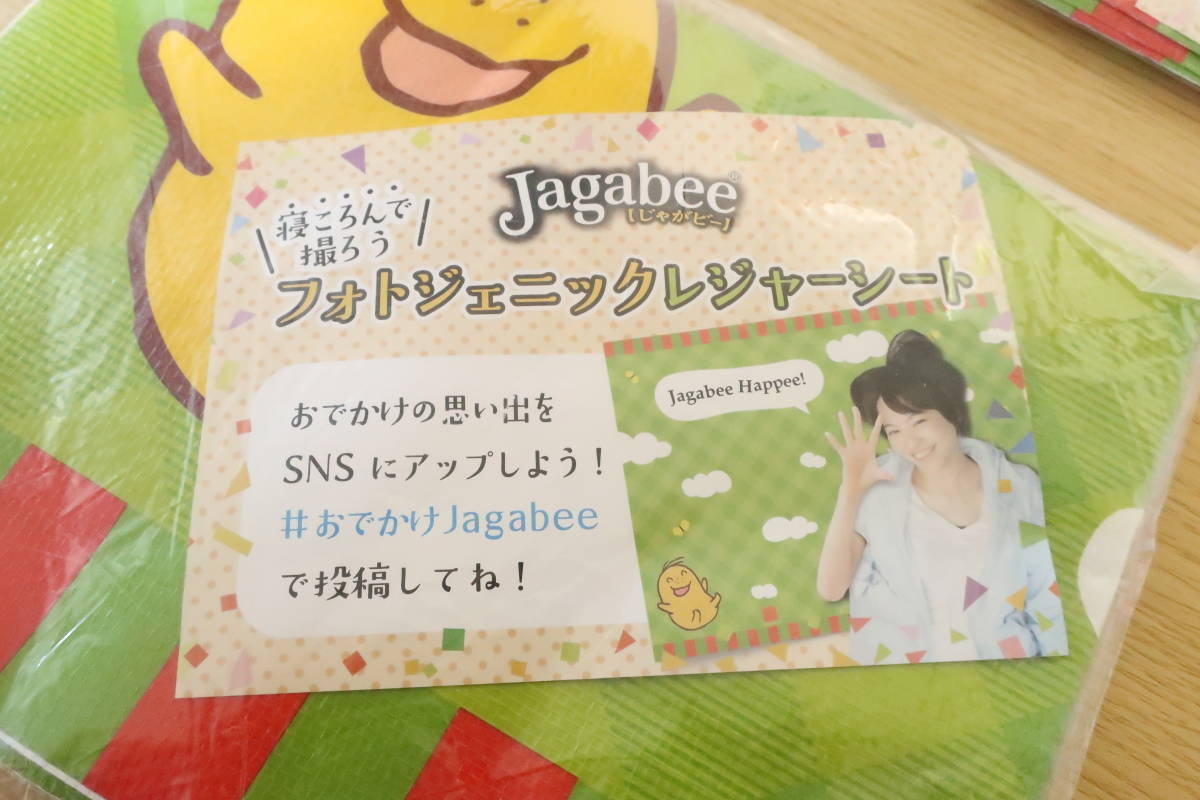 Jagabee®
【じゃがビー】
寝ころんで
撮ろう
フォトジェニックレジャーシート
おでかけの思い出を
SNS にアップしよう！
#おでかけJagabee
で投稿してね！
Jagabee Happee!